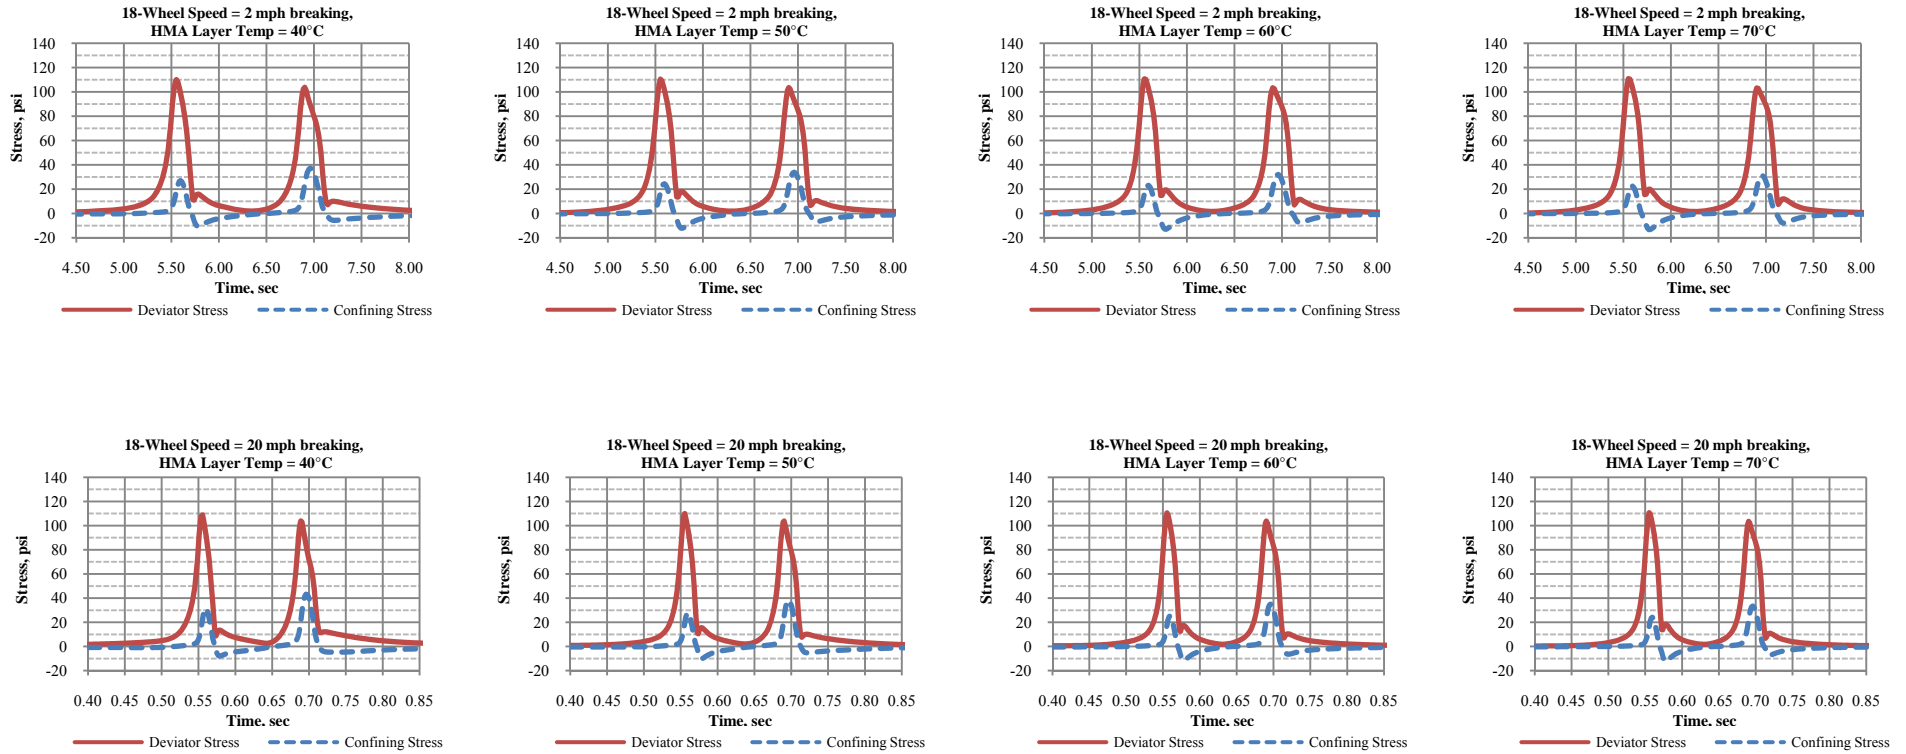 18-Wheel Speed = 2 mph breaking,
HMA Layer Temp = 40°C
140
120
100
80
60
40
20
0
-20
Stress, psi
4.50 5.00 5.50 6.00 6.50 7.00 7.50 8.00
Time, sec
Deviator Stress Confining Stress
18-Wheel Speed = 2 mph breaking,
HMA Layer Temp = 50°C
140
120
100
80
60
40
20
0
-20
Stress, psi
4.50 5.00 5.50 6.00 6.50 7.00 7.50 8.00
Time, sec
Deviator Stress Confining Stress
18-Wheel Speed = 2 mph breaking,
HMA Layer Temp = 60°C
140
120
100
80
60
40
20
0
-20
Stress, psi
4.50 5.00 5.50 6.00 6.50 7.00 7.50 8.00
Time, sec
Deviator Stress Confining Stress
18-Wheel Speed = 2 mph breaking,
HMA Layer Temp = 70°C
140
120
100
80
60
40
20
0
-20
Stress, psi
4.50 5.00 5.50 6.00 6.50 7.00 7.50 8.00
Time, sec
Deviator Stress Confining Stress
18-Wheel Speed = 20 mph breaking,
HMA Layer Temp = 40°C
140
120
100
80
60
40
20
0
-20
Stress, psi
0.40 0.45 0.50 0.55 0.60 0.65 0.70 0.75 0.80 0.85
Time, sec
Deviator Stress Confining Stress
18-Wheel Speed = 20 mph breaking,
HMA Layer Temp = 50°C
140
120
100
80
60
40
20
0
-20
Stress, psi
0.40 0.45 0.50 0.55 0.60 0.65 0.70 0.75 0.80 0.85
Time, sec
Deviator Stress Confining Stress
18-Wheel Speed = 20 mph breaking,
HMA Layer Temp = 60°C
140
120
100
80
60
40
20
0
-20
Stress, psi
0.40 0.45 0.50 0.55 0.60 0.65 0.70 0.75 0.80 0.85
Time, sec
Deviator Stress Confining Stress
18-Wheel Speed = 20 mph breaking,
HMA Layer Temp = 70°C
140
120
100
80
60
40
20
0
-20
Stress, psi
0.40 0.45 0.50 0.55 0.60 0.65 0.70 0.75 0.80 0.85
Time, sec
Deviator Stress Confining Stress